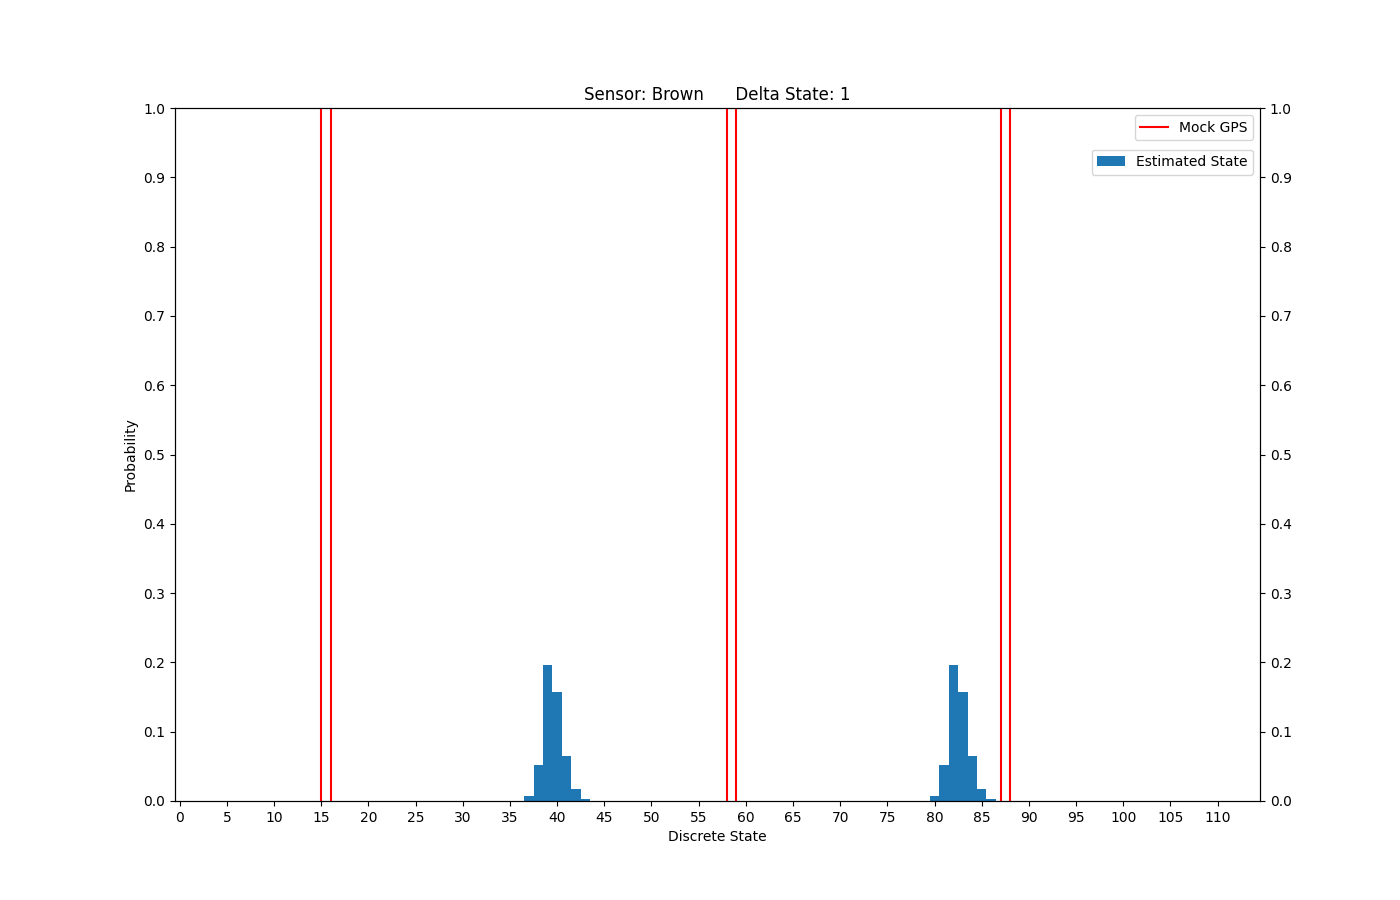 Sensor: Brown      Delta State: 1
1.0 1.0
Mock GPS
Estimated State
0.9 0.9
0.8 0.8
0.7 0.7
0.6 0.6
0.5 0.5
Probability
0.4 0.4
0.3 0.3
0.2 0.2
0.1 0.1
0.0 0.0
0 5 10 15 20 25 30 35 40 45 50 55 60 65 70 75 80 85 90 95 100 105 110
Discrete State